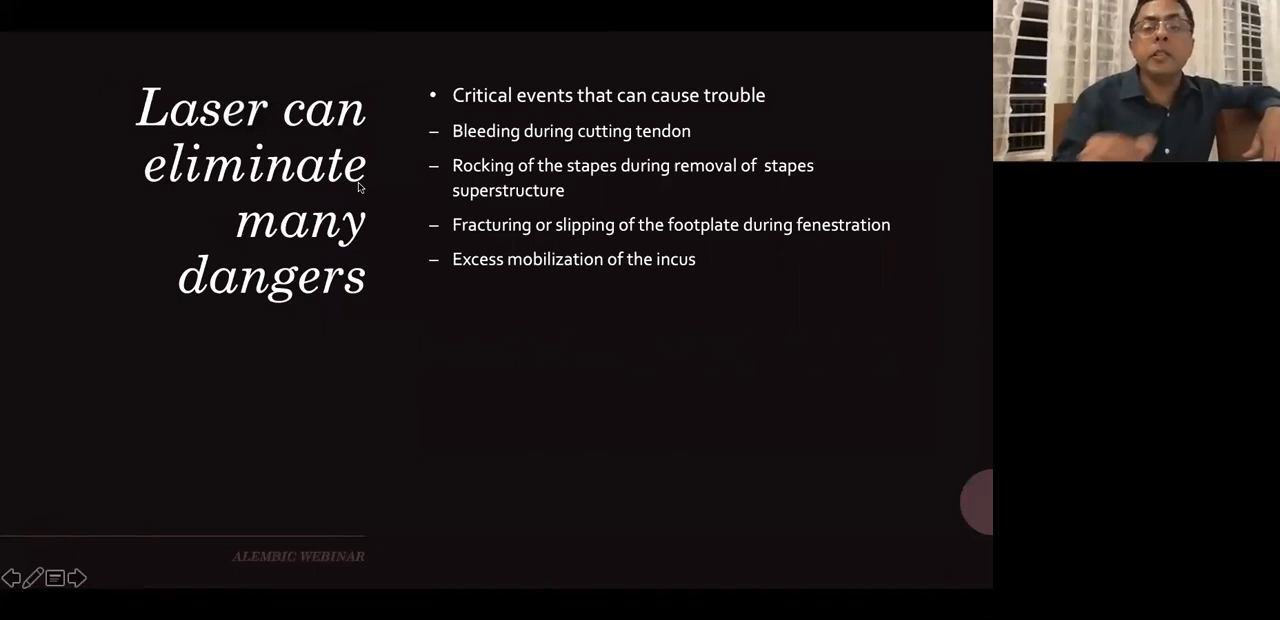 Laser can
eliminate
many
dangers
• Critical events that can cause trouble
– Bleeding during cutting tendon
– Rocking of the stapes during removal of stapes
superstructure
– Fracturing or slipping of the footplate during fenestration
– Excess mobilization of the incus
ALEMBIC WEBINAR